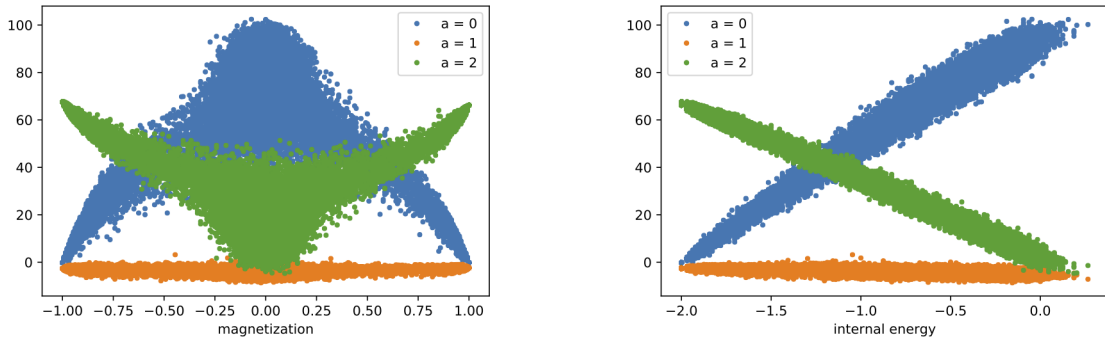 100
80
60
40
20
0
a = 0
a = 1
a = 2
−1.00 −0.75 −0.50 −0.25 0.00 0.25 0.50 0.75 1.00
magnetization
100
80
60
40
20
0
a = 0
a = 1
a = 2
−2.0 −1.5 −1.0 −0.5 0.0
internal energy